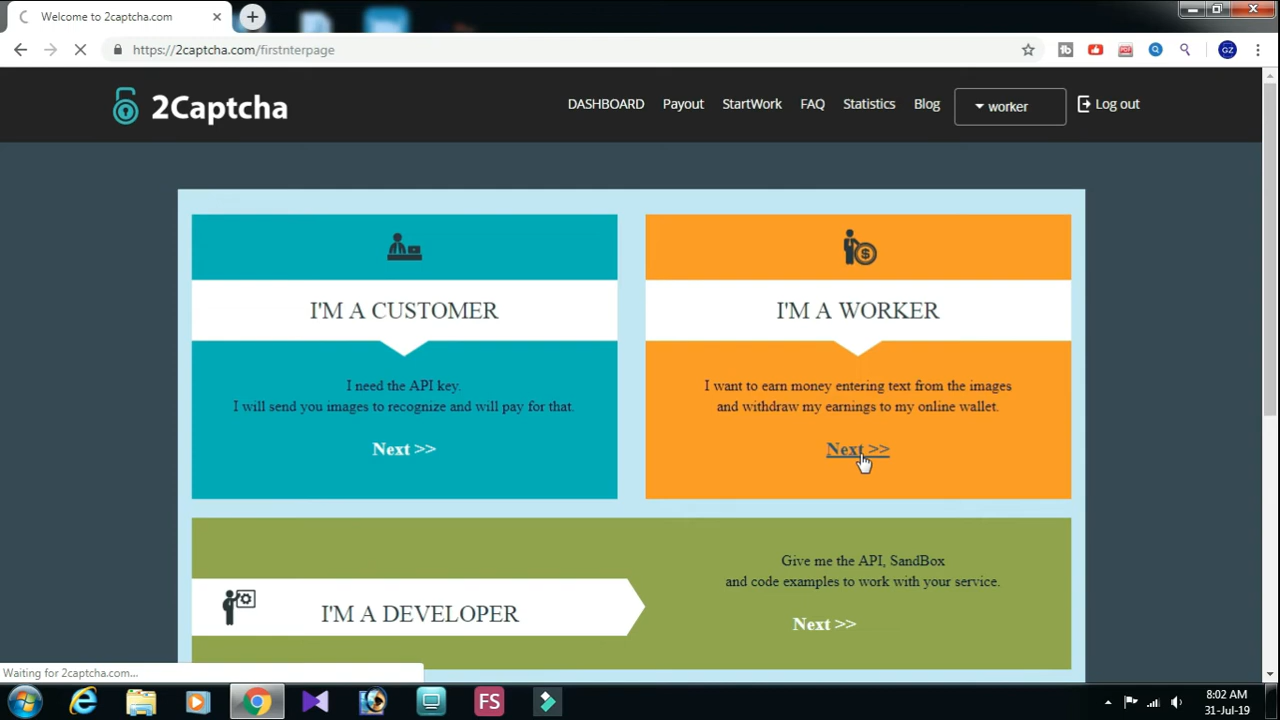 Welcome to 2captcha.com
https://2captcha.com/firstnterpage
GZ
2Captcha
DASHBOARD
Payout
StartWork
FAQ
Statistics
Blog
worker
Log out
I'M A CUSTOMER
I need the API key.
I will send you images to recognize and will pay for that.
Next >>
I'M A WORKER
I want to earn money entering text from the images
and withdraw my earnings to my online wallet.
Next >>
I'M A DEVELOPER
Give me the API, SandBox
and code examples to work with your service.
Next >>
Waiting for 2captcha.com...
FS
8:02 AM
31-Jul-19